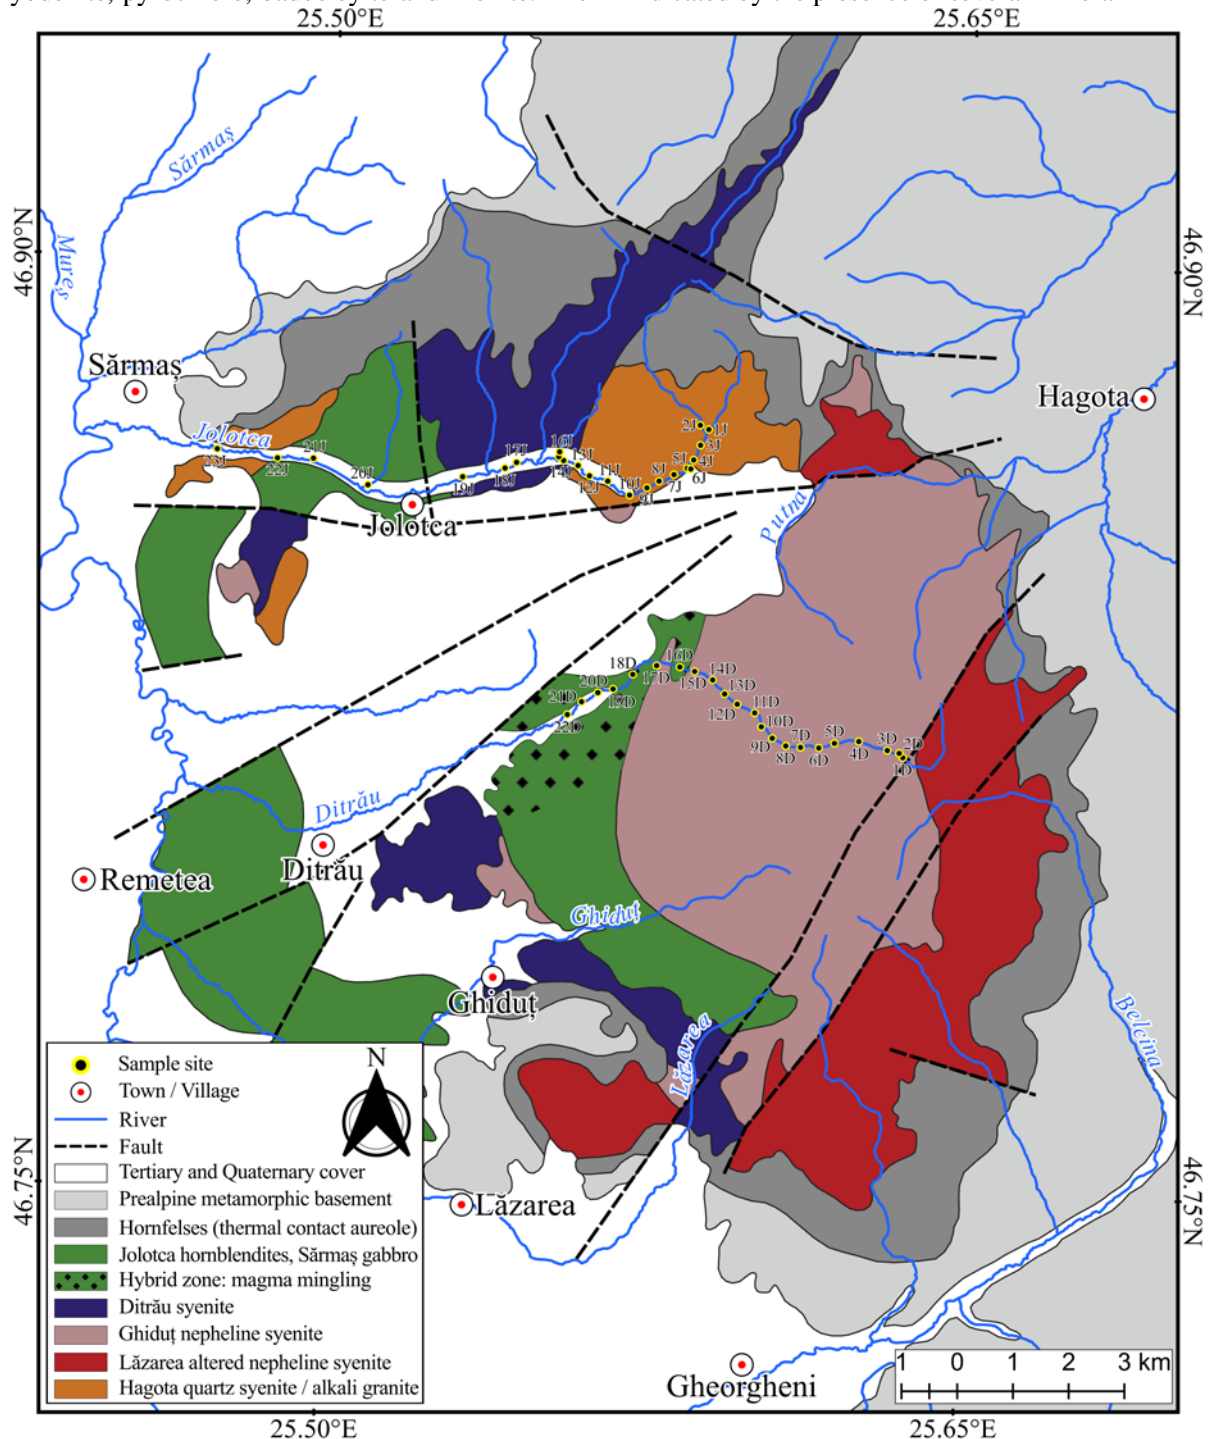 25.50°E
25.65°E
Sărmaș
Mureș
46.90°N
46.90°N
Sărmaș
Hagota
Jolotca
23J
22J
21J
20J
19J
18J
17J
16J
14J
13J
12J
11J
10J
9J
8J
7J
6J
5J
4J
3J
2J
1J
Jolotca
Putna
18D
17D
16D
15D
14D
13D
12D
11D
10D
9D
8D
7D
6D
5D
4D
3D
2D
1D
22D
21D
20D
19D
Ditrău
Ditrău
Remetea
Ghiduț
Ghiduț
Lăzarea
Belcina
N
Sample site
Town / Village
River
Fault
Tertiary and Quaternary cover
Prealpine metamorphic basement
Hornfelses (thermal contact aureole)
Jolotca hornblendites, Sărmaș gabbro
Hybrid zone: magma mingling
Ditrău syenite
Ghiduț nepheline syenite
Lăzarea altered nepheline syenite
Hagota quartz syenite / alkali granite
46.75°N
46.75°N
Lăzarea
Gheorgheni
1 0 1 2 3 km
25.50°E
25.65°E